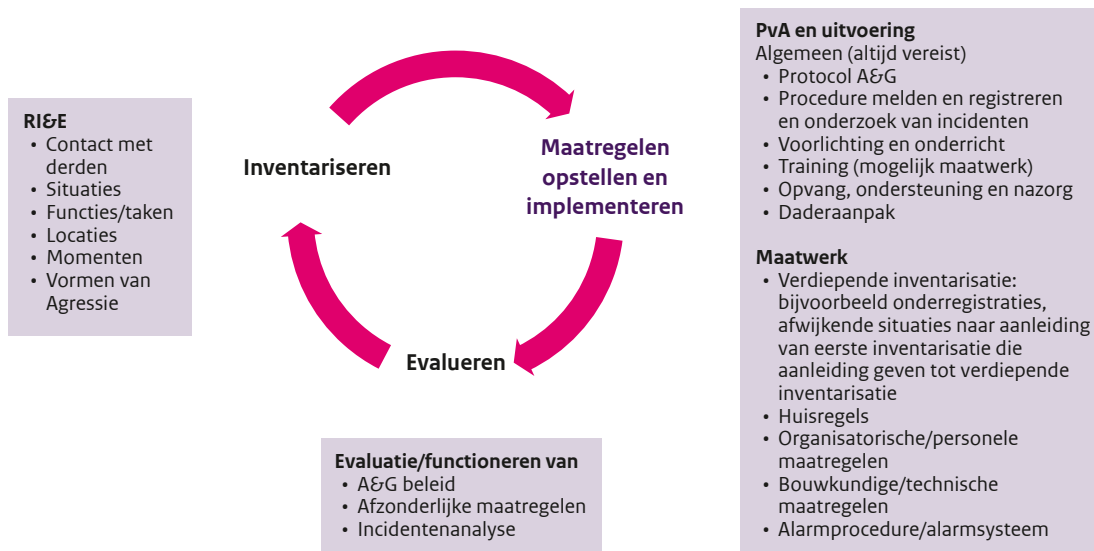 RI&E
• Contact met
derden
• Situaties
• Functies/taken
• Locaties
• Momenten
• Vormen van
Agressie
Inventariseren
Maatregelen
opstellen en
implementeren
Evalueren
Evaluatie/functioneren van
• A&G beleid
• Afzonderlijke maatregelen
• Incidentenanalyse
PvA en uitvoering
Algemeen (altijd vereist)
• Protocol A&G
• Procedure melden en registreren
en onderzoek van incidenten
• Voorlichting en onderricht
• Training (mogelijk maatwerk)
• Opvang, ondersteuning en nazorg
• Daderaanpak
Maatwerk
• Verdiepende inventarisatie:
bijvoorbeeld onderregistraties,
afwijkende situaties naar aanleiding
van eerste inventarisatie die
aanleiding geven tot verdiepende
inventarisatie
• Huisregels
• Organisatorische/personele
maatregelen
• Bouwkundige/technische
maatregelen
• Alarmprocedure/alarmsysteem